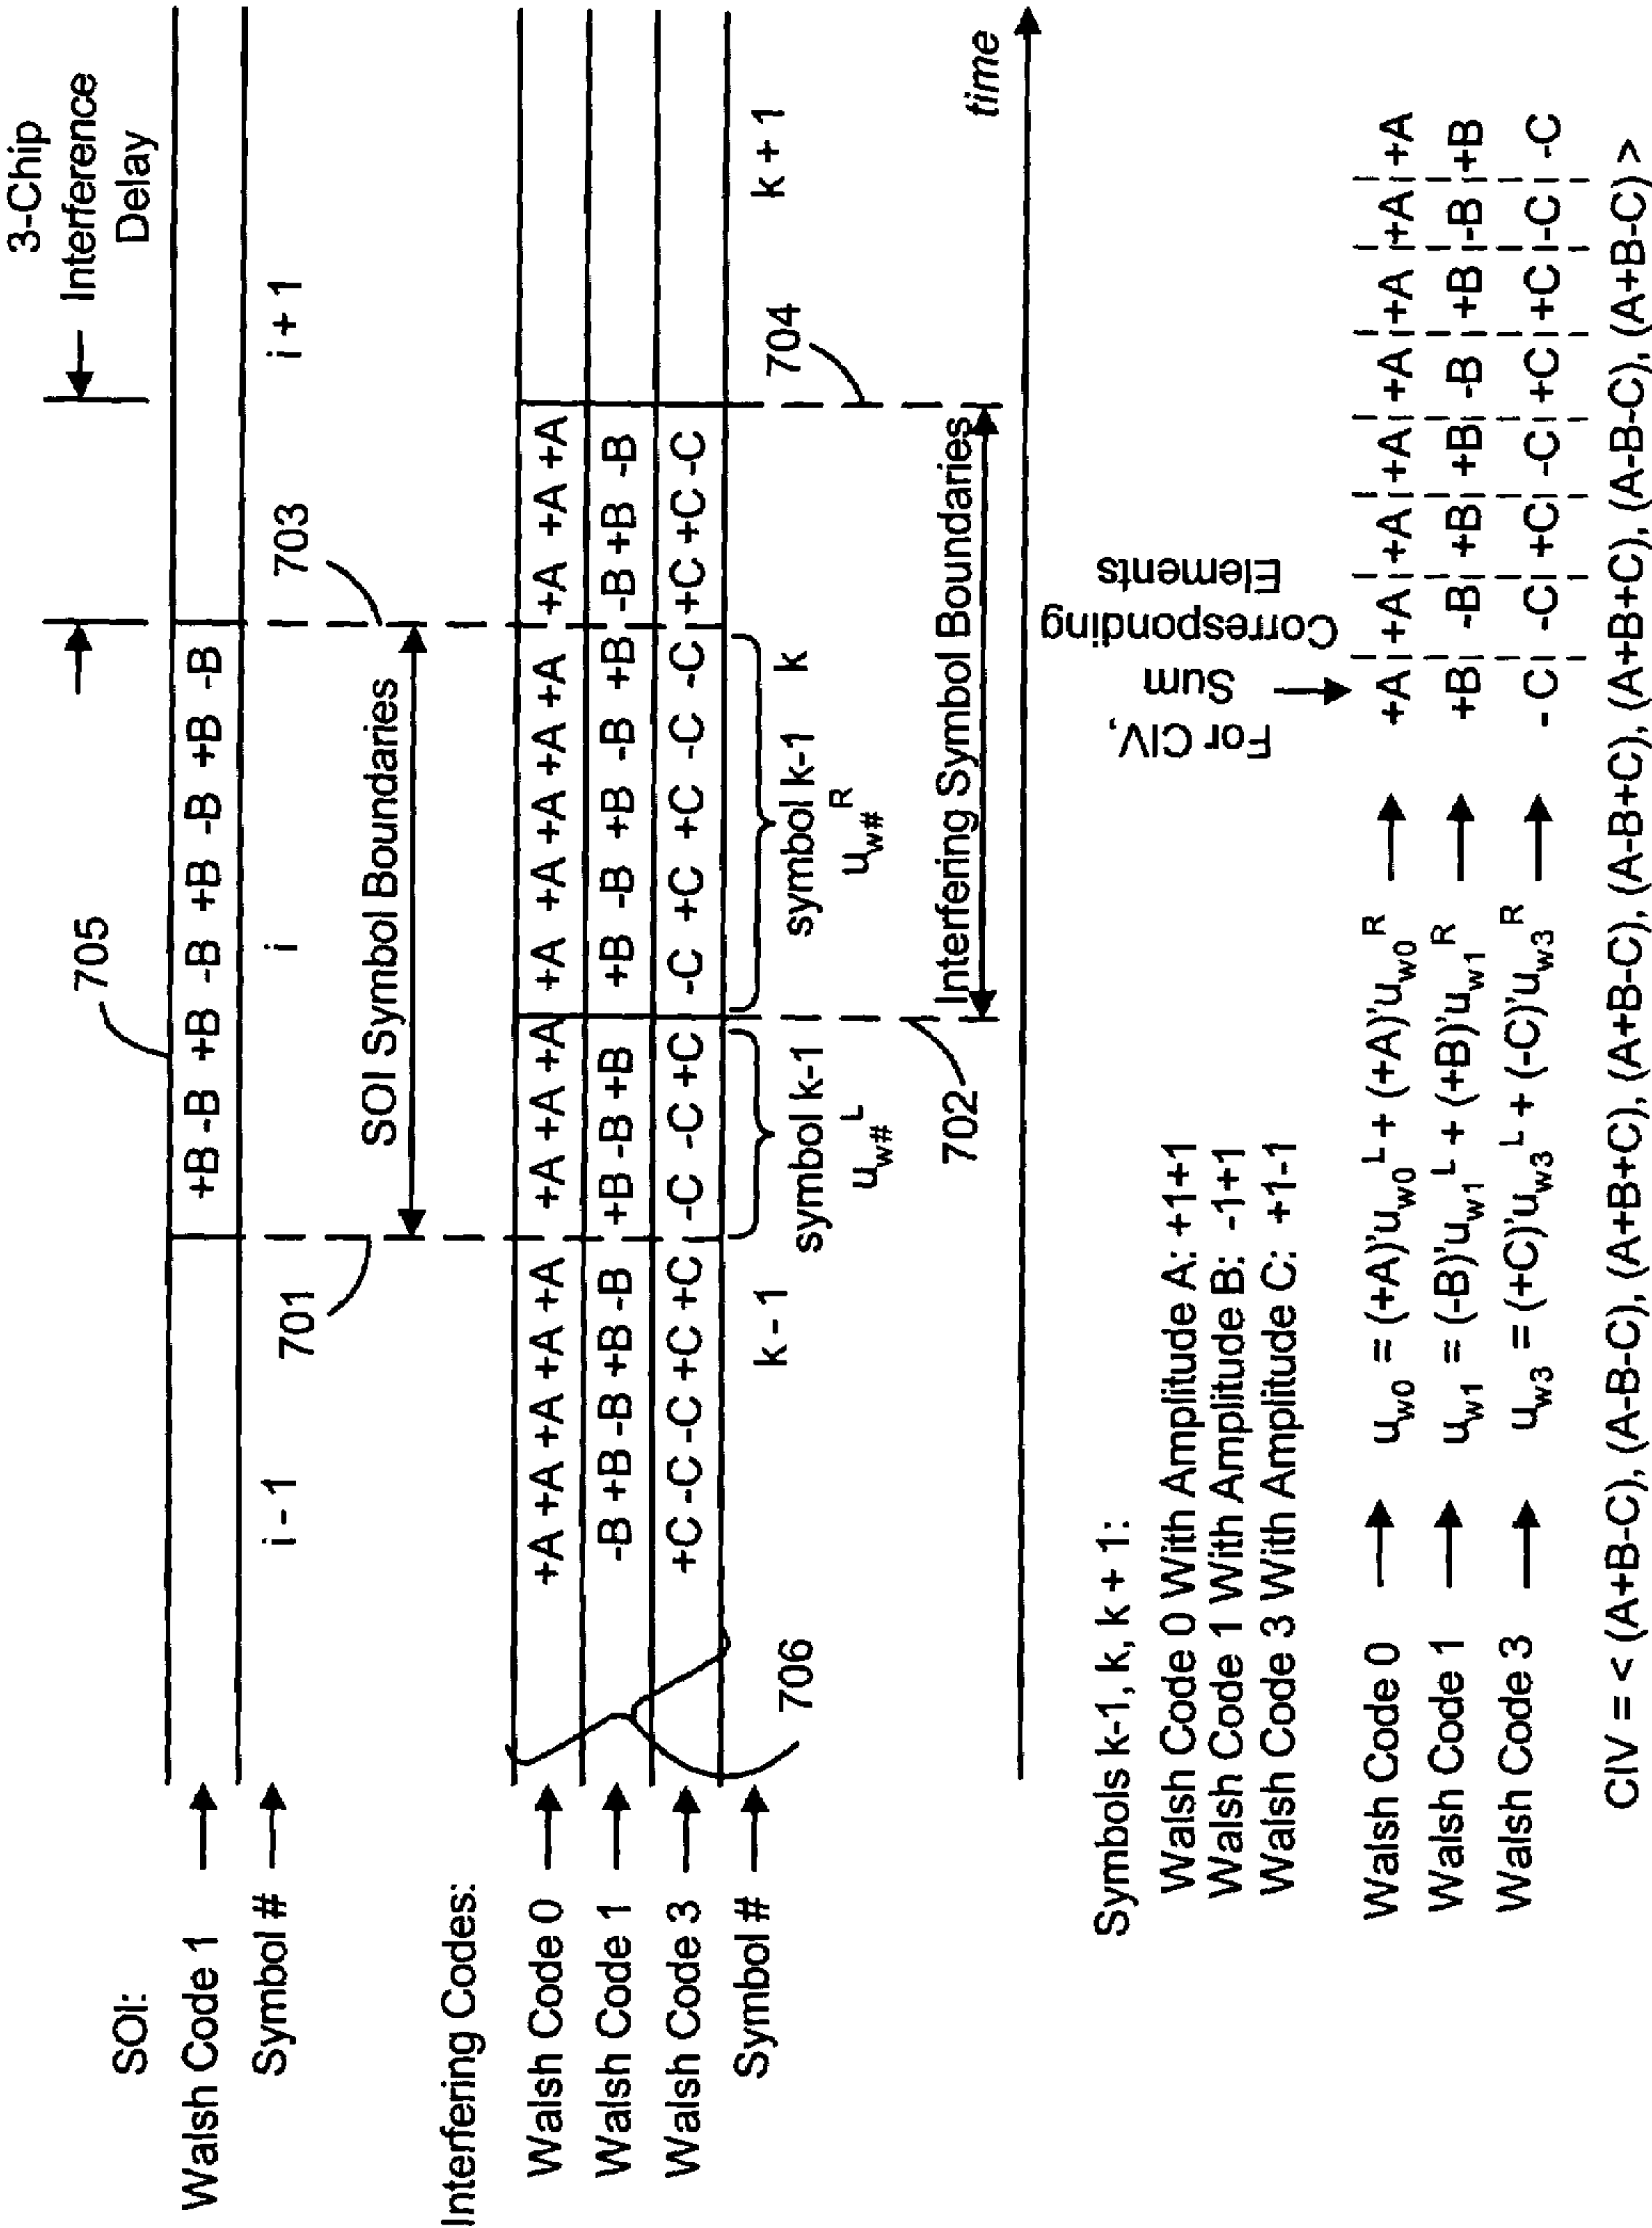 3-Chip
Interference
Delay
SOI:
705
Walsh Code 1
+B -B +B -B +B -B +B -B
Symbol #
i - 1
i
i + 1
701
SOI Symbol Boundaries
703
Interfering Codes:
Walsh Code 0
+A +A +A +A +A +A +A +A +A +A +A +A +A +A +A +A
Walsh Code 1
-B +B -B +B -B +B -B +B +B -B +B -B +B -B +B -B
Walsh Code 3
+C -C -C +C +C -C -C +C -C +C +C -C -C +C +C -C
Symbol #
k - 1
symbol k-1
symbol k-1
k
k + 1
u w# L
u w# R
704
706
702
Interfering Symbol Boundaries
time
Symbols k-1, k, k + 1:
Walsh Code 0 With Amplitude A: +1+1
Walsh Code 1 With Amplitude B: -1+1
Walsh Code 3 With Amplitude C: +1-1
For CIV,
Sum
Corresponding
Elements
Walsh Code 0
u w0 = (+A)'u w0 L + (+A)'u w0 R
+A +A +A +A +A +A +A +A
Walsh Code 1
u w1 = (-B)'u w1 L + (+B)'u w1 R
+B -B +B +B -B +B -B +B
Walsh Code 3
u w3 = (+C)'u w3 L + (-C)'u w3 R
-C -C +C -C +C +C -C -C
CIV = < (A+B-C), (A-B-C), (A+B+C), (A+B-C), (A-B+C), (A+B+C), (A-B-C), (A+B-C) >